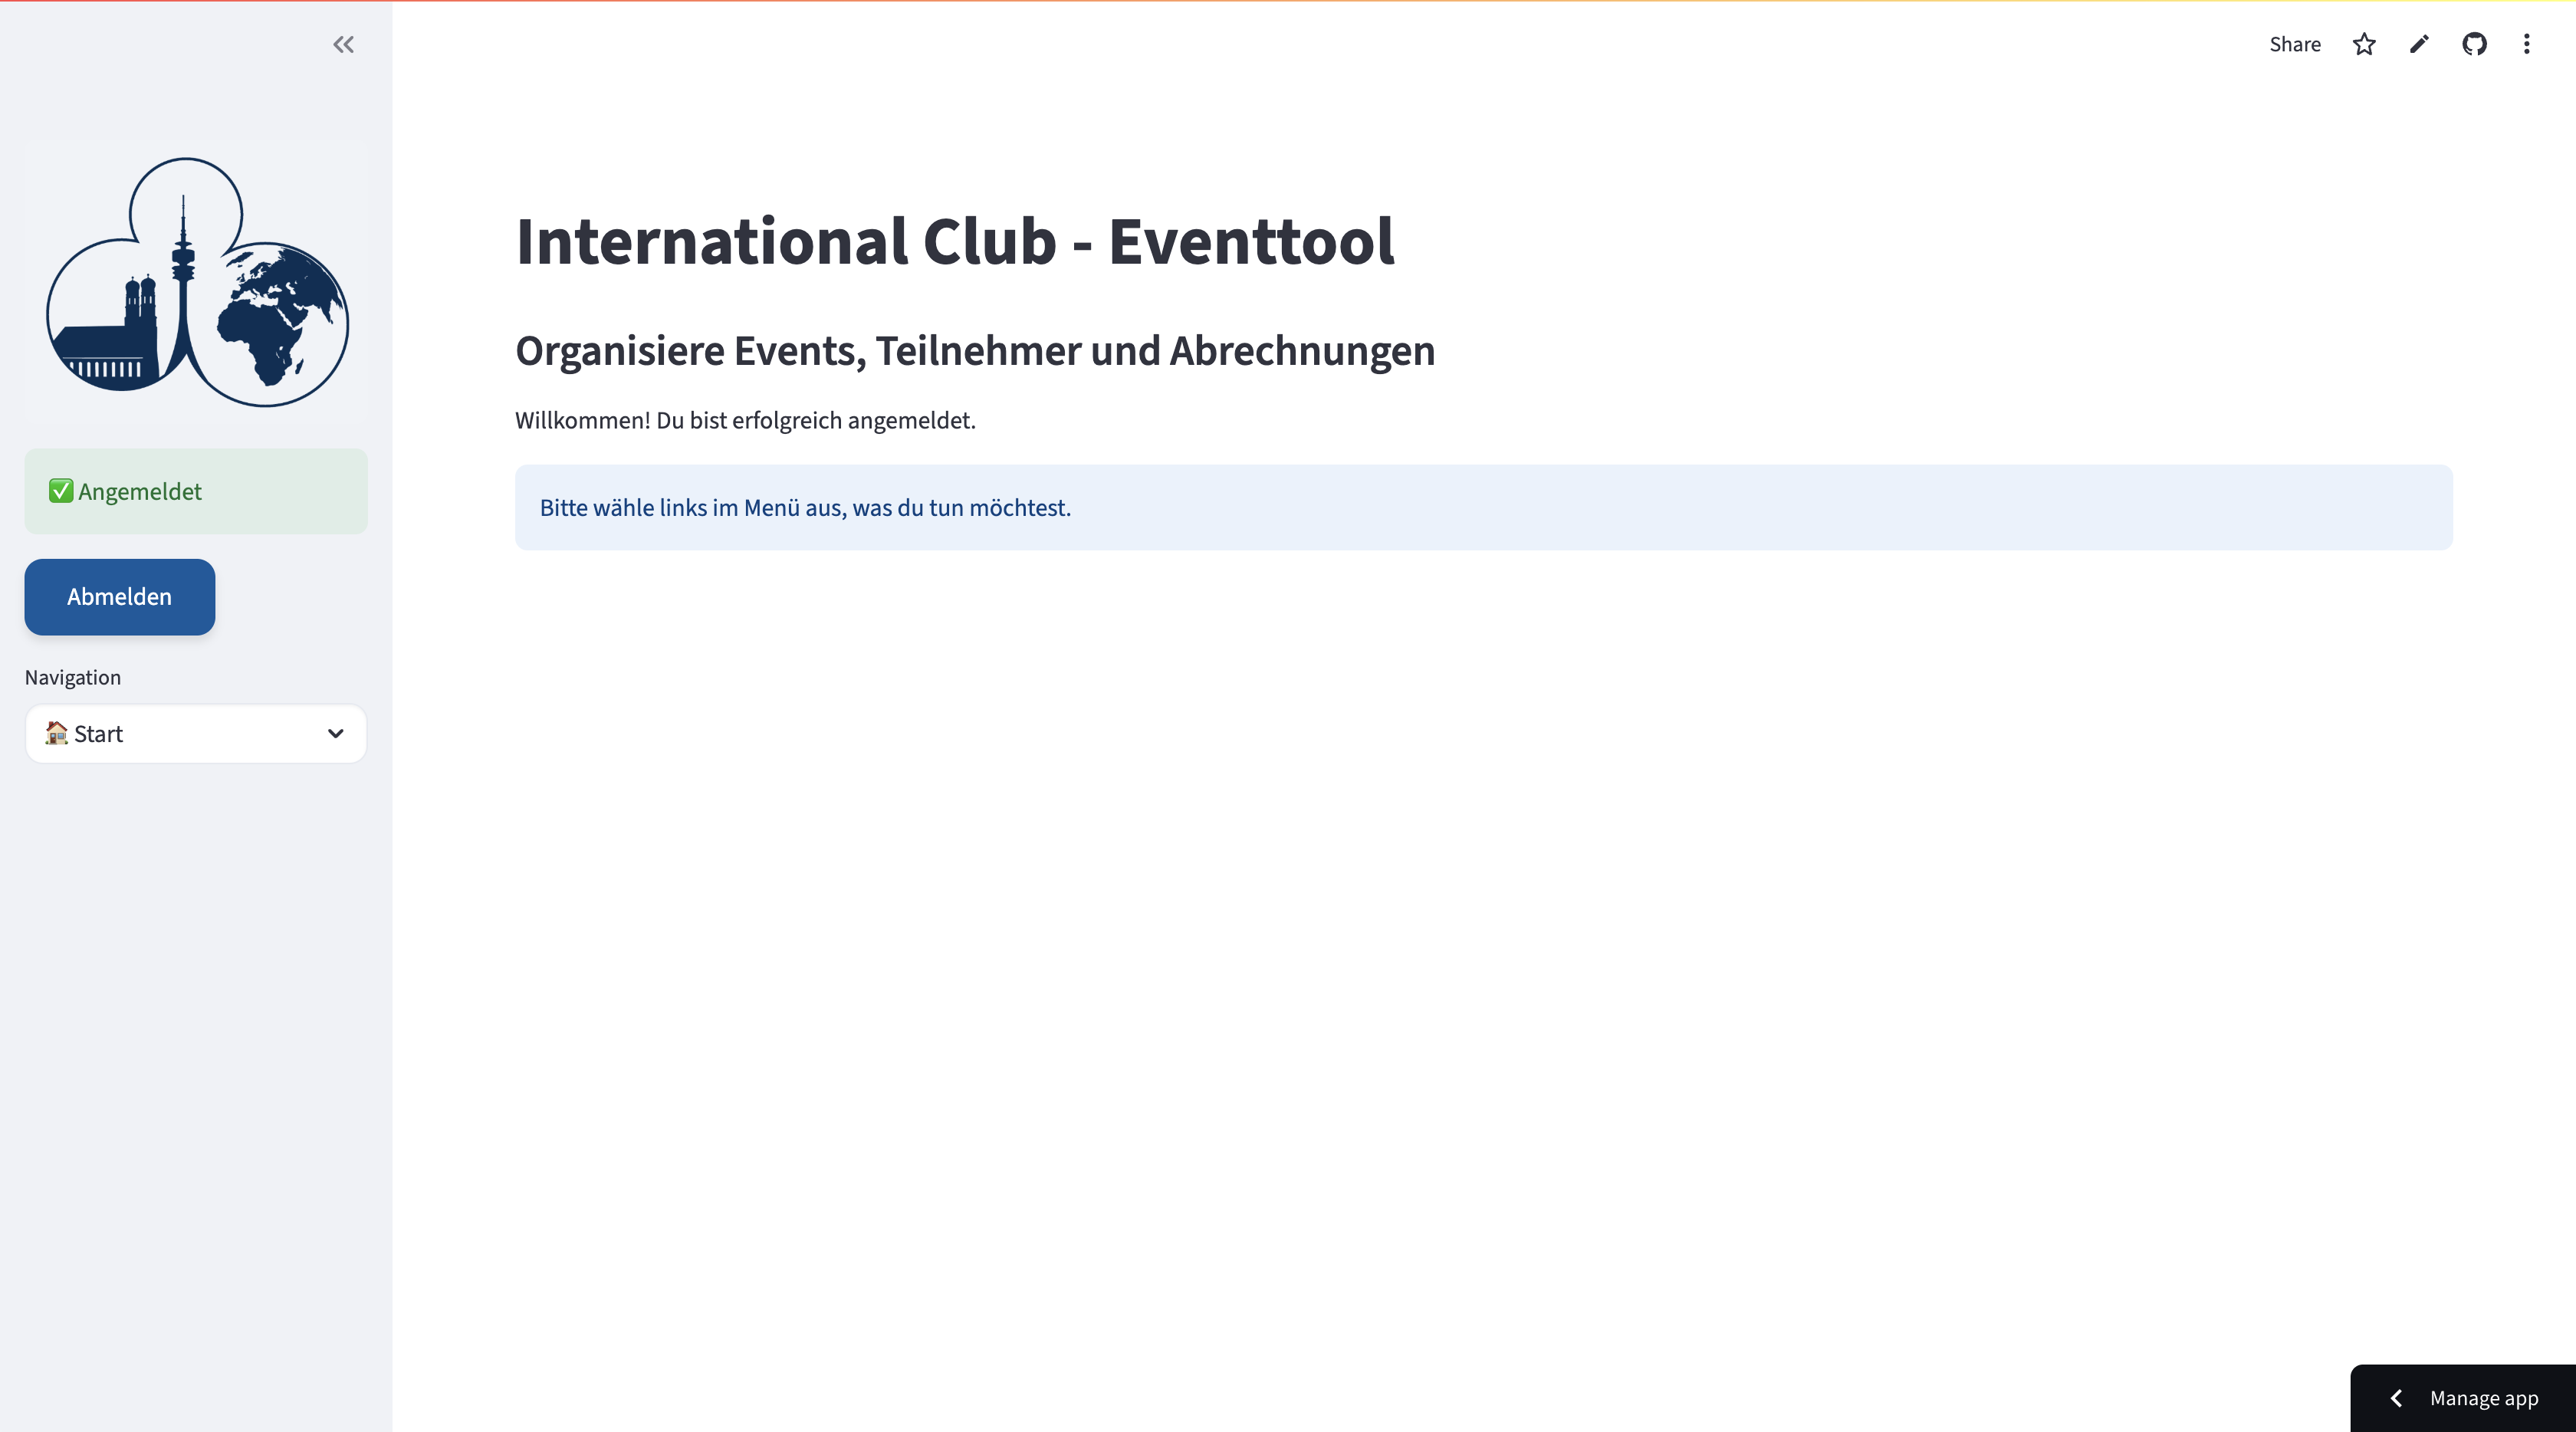 Share
International Club - Eventtool
Organisiere Events, Teilnehmer und Abrechnungen
Willkommen! Du bist erfolgreich angemeldet.
Bitte wähle links im Menü aus, was du tun möchtest.
✅ Angemeldet
Abmelden
Navigation
🏠 Start
Manage app